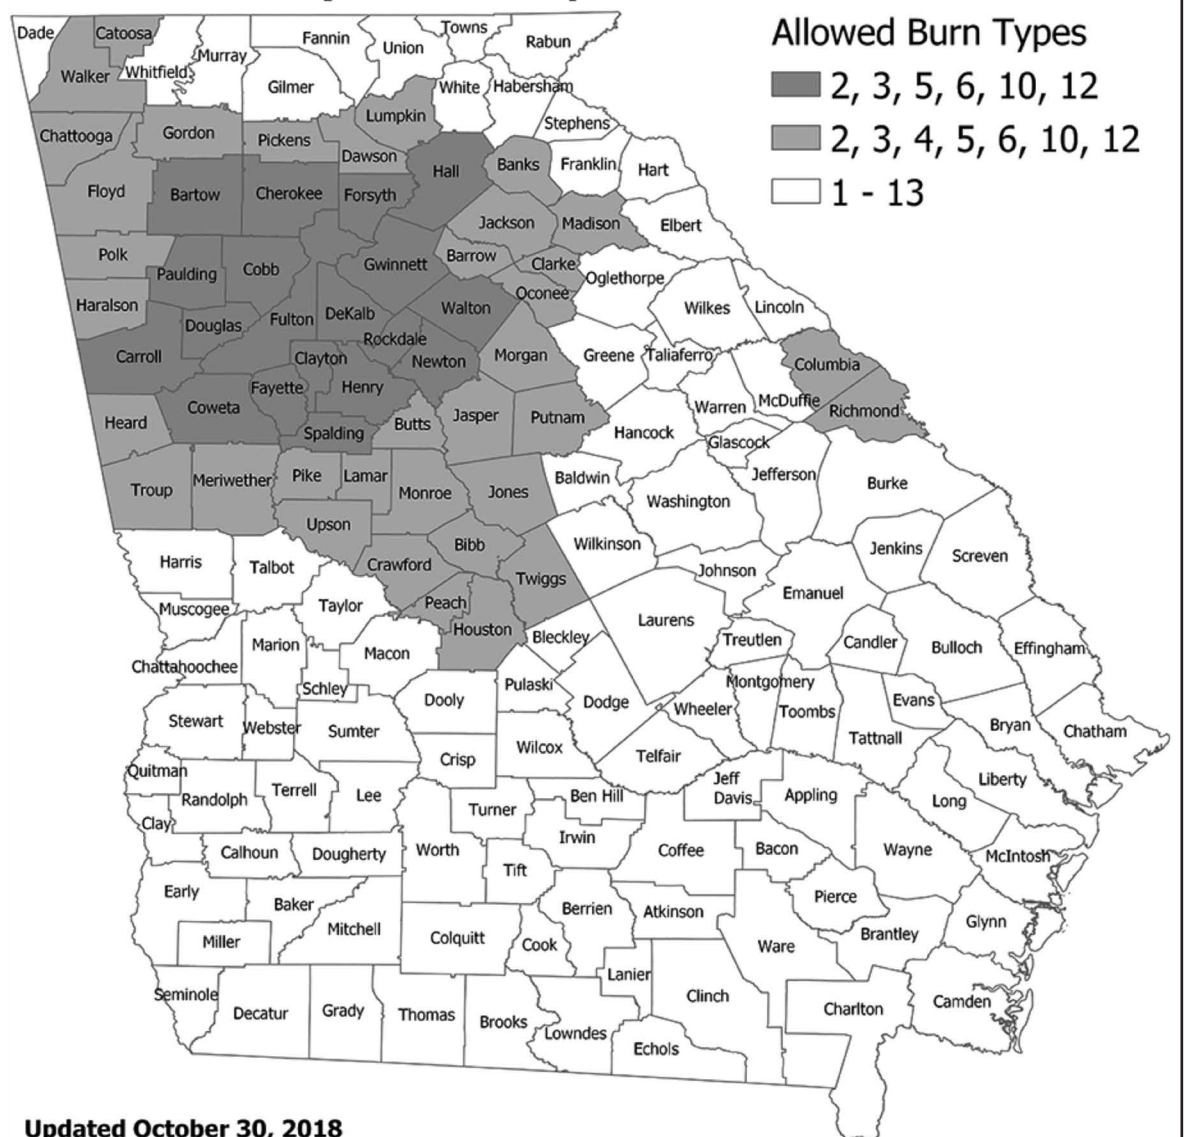 Allowed Burn Types
2, 3, 5, 6, 10, 12
2, 3, 4, 5, 6, 10, 12
1 - 13
Dade
Catoosa
Walker
Whitfield
Murray
Fannin
Gilmer
Union
Towns
Rabun
White
Habersham
Stephens
Lumpkin
Chattooga
Gordon
Pickens
Dawson
Hall
Banks
Franklin
Hart
Floyd
Bartow
Cherokee
Forsyth
Jackson
Madison
Elbert
Polk
Paulding
Cobb
Gwinnett
Barrow
Clarke
Oconee
Oglethorpe
Wilkes
Lincoln
Haralson
Douglas
Fulton
DeKalb
Rockdale
Walton
Morgan
Greene
Taliaferro
Columbia
Carroll
Clayton
Newton
Fayette
Henry
McDuffie
Warren
Richmond
Heard
Coweta
Spalding
Butts
Jasper
Putnam
Hancock
Glascock
Troup
Meriwether
Pike
Lamar
Monroe
Jones
Baldwin
Washington
Jefferson
Burke
Upson
Bibb
Wilkinson
Jenkins
Screven
Harris
Talbot
Crawford
Twiggs
Johnson
Emanuel
Muscogee
Taylor
Peach
Houston
Laurens
Bleckley
Treutlen
Candler
Bulloch
Effingham
Marion
Macon
Chattahoochee
Schley
Dooly
Pulaski
Dodge
Montgomery
Wheeler
Toombs
Evans
Tattnall
Bryan
Chatham
Stewart
Webster
Sumter
Crisp
Wilcox
Telfair
Quitman
Randolph
Terrell
Lee
Turner
Ben Hill
Jeff
Davis
Appling
Long
Liberty
Clay
Calhoun
Dougherty
Worth
Irwin
Tift
Coffee
Bacon
Wayne
McIntosh
Early
Baker
Mitchell
Berrien
Atkinson
Pierce
Glynn
Miller
Colquitt
Cook
Ware
Brantley
Lanier
Clinch
Charlton
Camden
Seminole
Decatur
Grady
Thomas
Brooks
Lowndes
Echols
Updated October 30, 2018